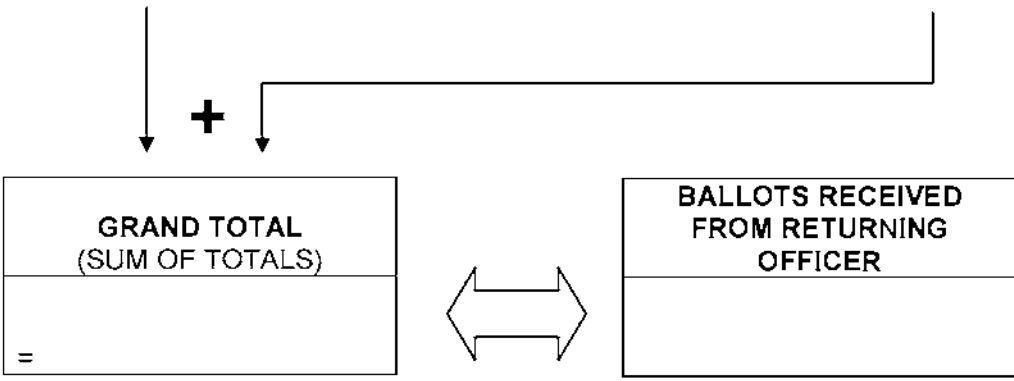 +
GRAND TOTAL
(SUM OF TOTALS)
=
BALLOTS RECEIVED
FROM RETURNING
OFFICER